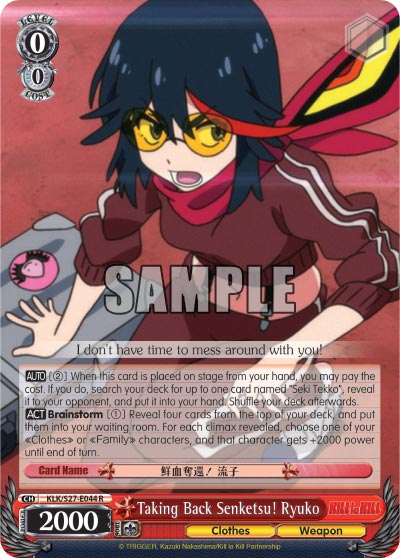 LEVEL
0
0
COST
SAMPLE
I don't have time to mess around with you!
AUTO [②] When this card is placed on stage from your hand, you may pay the
cost. If you do, search your deck for up to one card named "Seki Tekko", reveal
it to your opponent, and put it into your hand. Shuffle your deck afterwards.
ACT Brainstorm [①] Reveal four cards from the top of your deck, and put
them into your waiting room. For each climax revealed, choose one of your
«Clothes» or «Family» characters, and that character gets +2000 power
until end of turn.
Card Name 鮮血奪還! 流子
CH KLK/S27-E044 R
2000 Taking Back Senketsu! Ryuko KILL la KILL
POWER
Clothes Weapon
© TRIGGER, Kazuki Nakashima/Kill la Kill Partnership